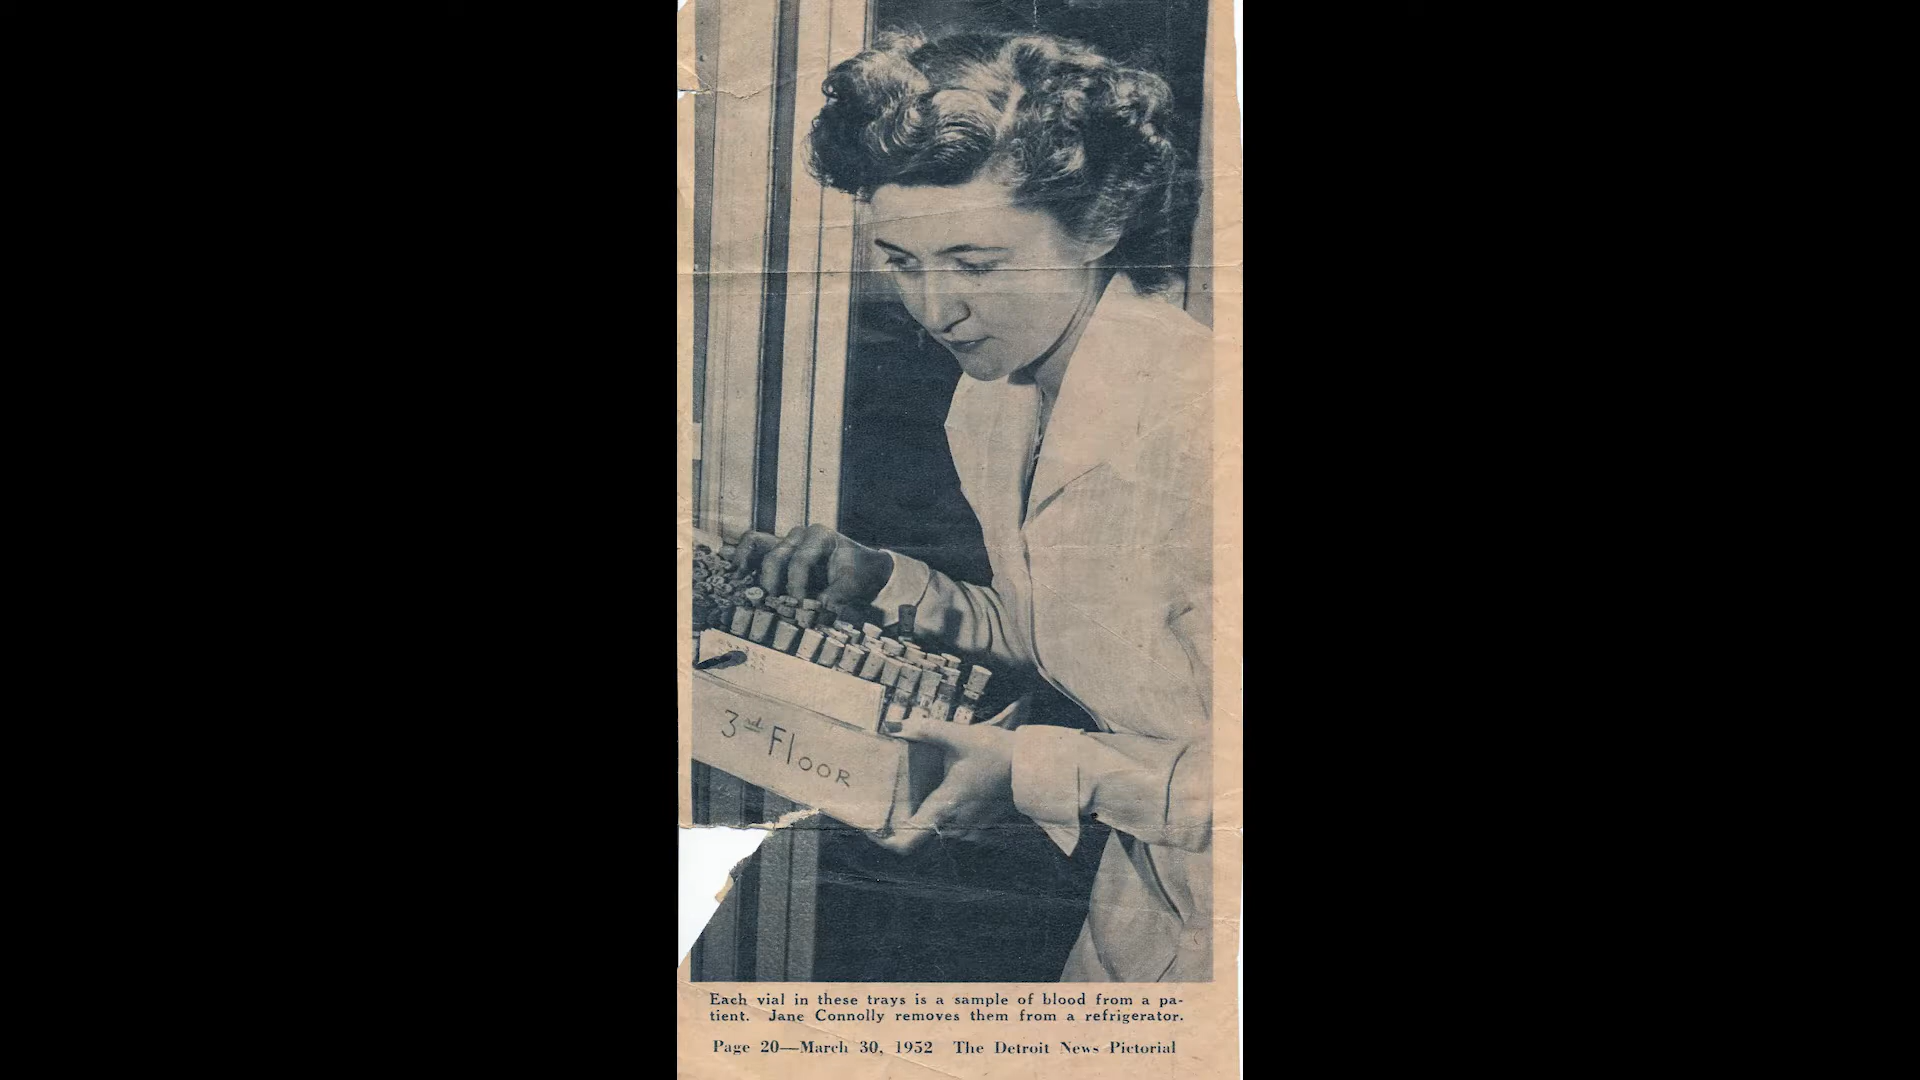 3rd FLOOR
Each vial in these trays is a sample of blood from a pa-
tient. Jane Connolly removes them from a refrigerator.
Page 20—March 30, 1952 The Detroit News Pictorial